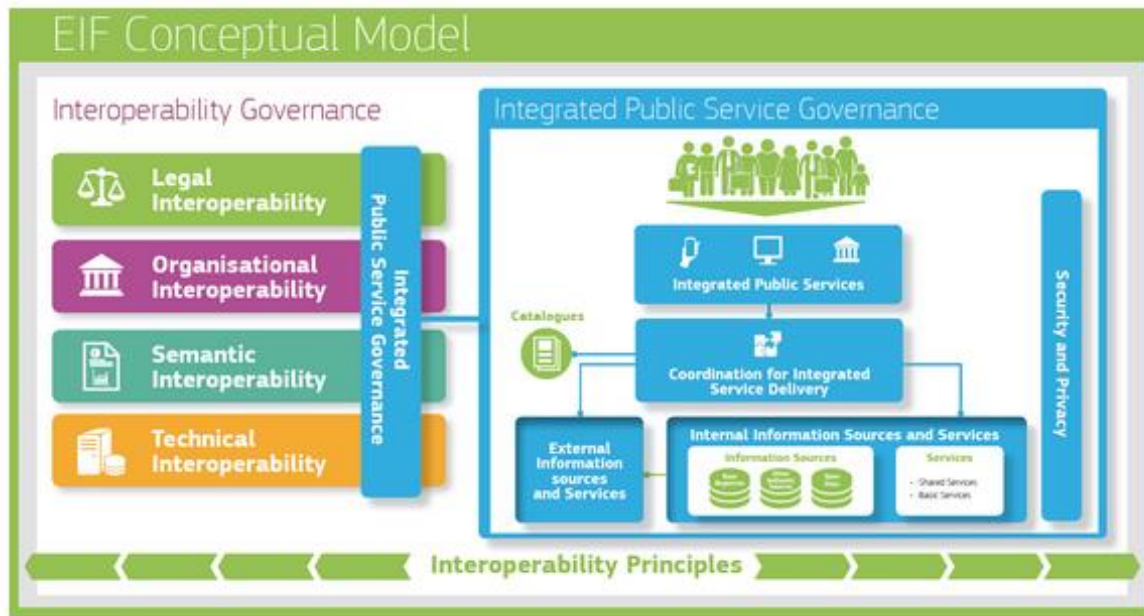 EIF Conceptual Model
Interoperability Governance
Legal
Interoperability
Organisational
Interoperability
Semantic
Interoperability
Technical
Interoperability
Integrated
Public Service Governance
Integrated Public Service Governance
Integrated Public Services
Catalogues
Coordination for Integrated
Service Delivery
External
Information
sources
and Services
Internal Information Sources and Services
Information Sources
Services
- Shared Services
- Basic Services
Security and Privacy
Interoperability Principles